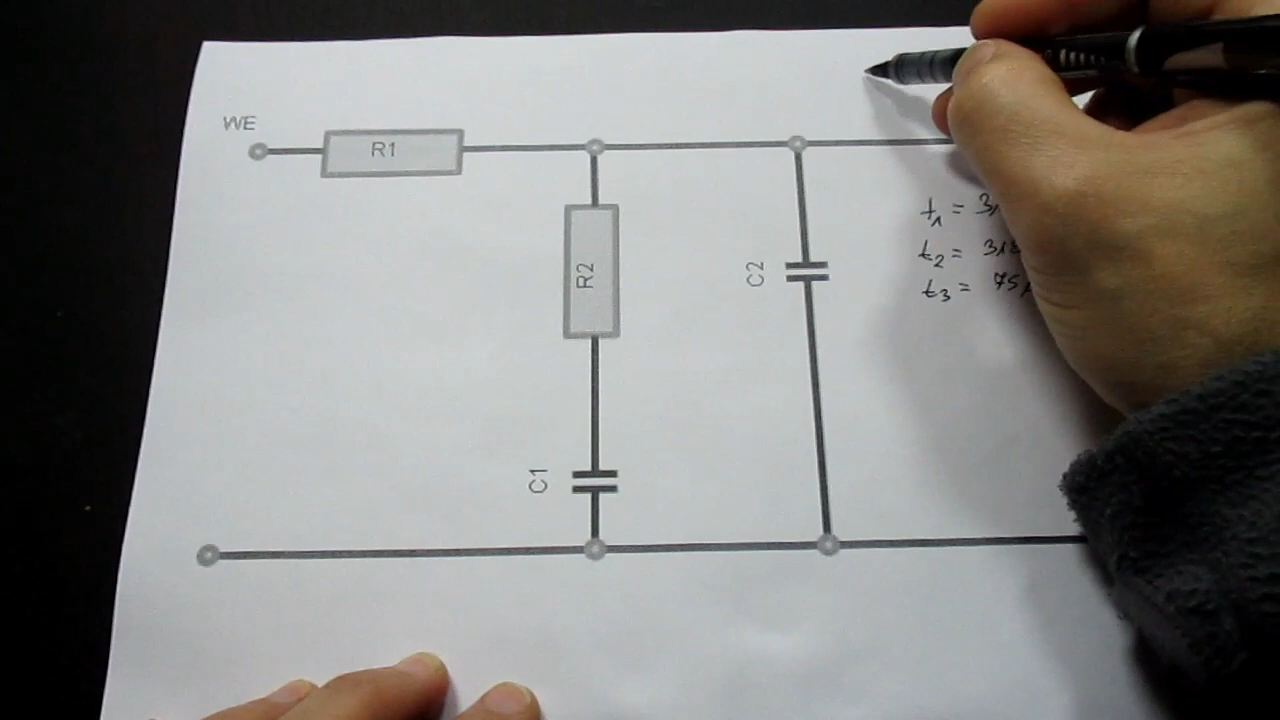 WE
R1
R2
C2
C1
t1 =
t2 =
t3 =